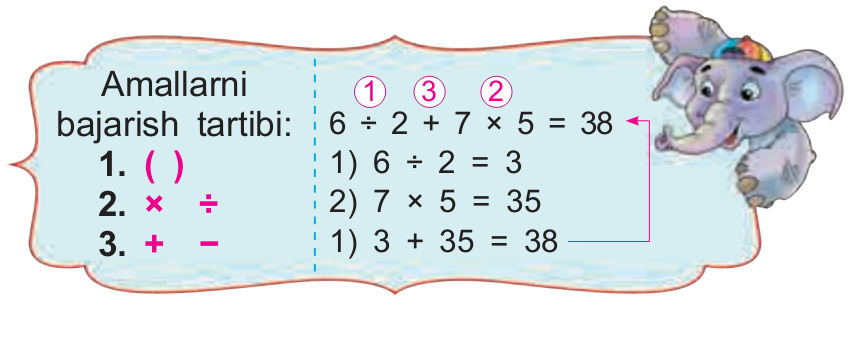 Amallarni
bajarish tartibi:
1. ( )
2. × ÷
3. + −
1 3 2
6 ÷ 2 + 7 × 5 = 38
1) 6 ÷ 2 = 3
2) 7 × 5 = 35
1) 3 + 35 = 38